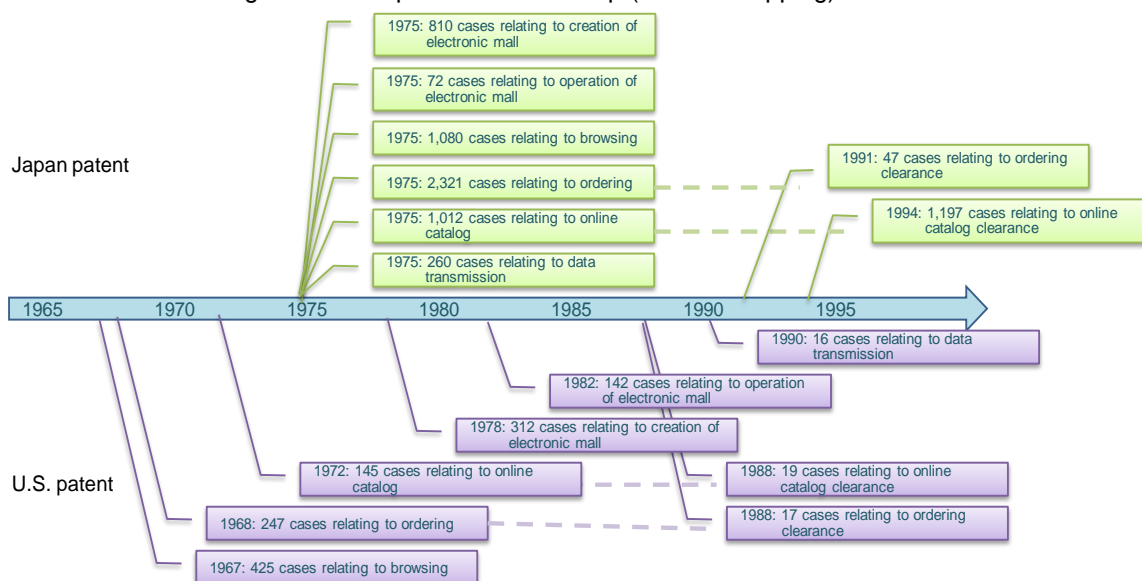 1975: 810 cases relating to creation of
electronic mall
1975: 72 cases relating to operation of
electronic mall
1975: 1,080 cases relating to browsing
Japan patent
1991: 47 cases relating to ordering
clearance
1975: 2,321 cases relating to ordering
1994: 1,197 cases relating to online
catalog clearance
1975: 1,012 cases relating to online
catalog
1975: 260 cases relating to data
transmission
1965 1970 1975 1980 1985 1990 1995
1990: 16 cases relating to data
transmission
1982: 142 cases relating to operation
of electronic mall
1978: 312 cases relating to creation of
electronic mall
U.S. patent
1972: 145 cases relating to online
catalog
1988: 19 cases relating to online
catalog clearance
1968: 247 cases relating to ordering
1988: 17 cases relating to ordering
clearance
1967: 425 cases relating to browsing